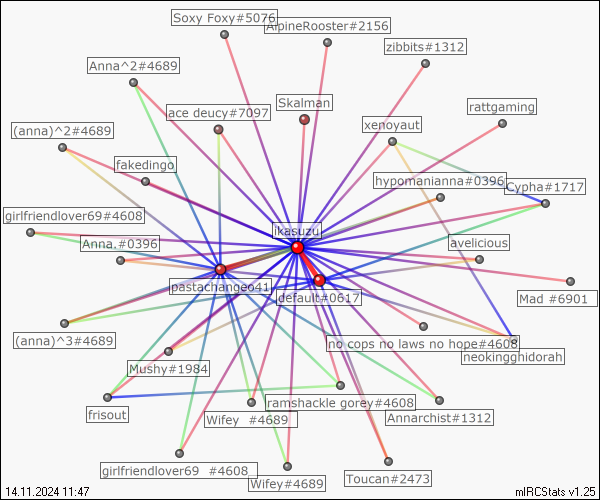 Soxy Foxy#5076
AlpineRooster#2156
zibbits#1312
Anna^2#4689
Skalman
rattgaming
ace deucy#7097
xenoyaut
(anna)^2#4689
fakedingo
hypomanianna#0396
Cypha#1717
girlfriendlover69#4608
ikasuzu
Anna.#0396
avelicious
pastachangeo41
default#0617
Mad #6901
(anna)^3#4689
no cops no laws no hope#4608
neokingghidorah
Mushy#1984
frisout
ramshackle gorey#4608
Wifey #4689
Annarchist#1312
girlfriendlover69 #4608
Toucan#2473
Wifey#4689
14.11.2024 11:47
mIRCStats v1.25